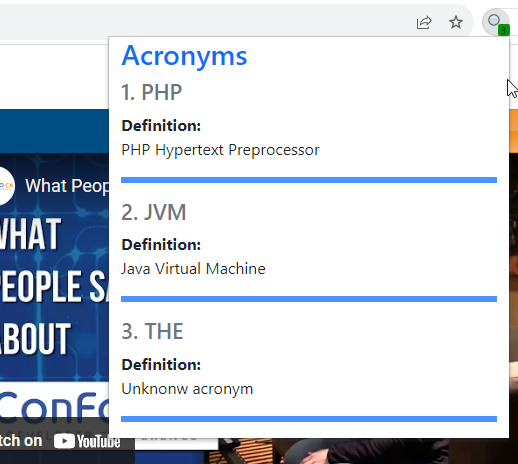 3
Acronyms
1. PHP
Definition:
PHP Hypertext Preprocessor
2. JVM
Definition:
Java Virtual Machine
3. THE
Definition:
Unknonw acronym
What Peop
WHAT
PEOPLE SA
ABOUT
ConFo
tch on YouTube